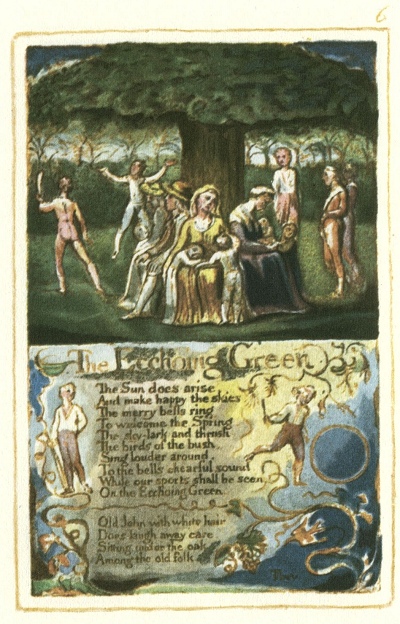 6
The Ecchoing Green
The Sun does arise,
And make happy the skies
The merry bells ring
To welcome the Spring
The sky-lark and thrush
The birds of the bush,
Sing louder around,
To the bells chearful sound
While our sports shall be seen
On the Ecchoing Green.
Old John with white hair
Does laugh away care
Sitting under the oak
Among the old folk
They